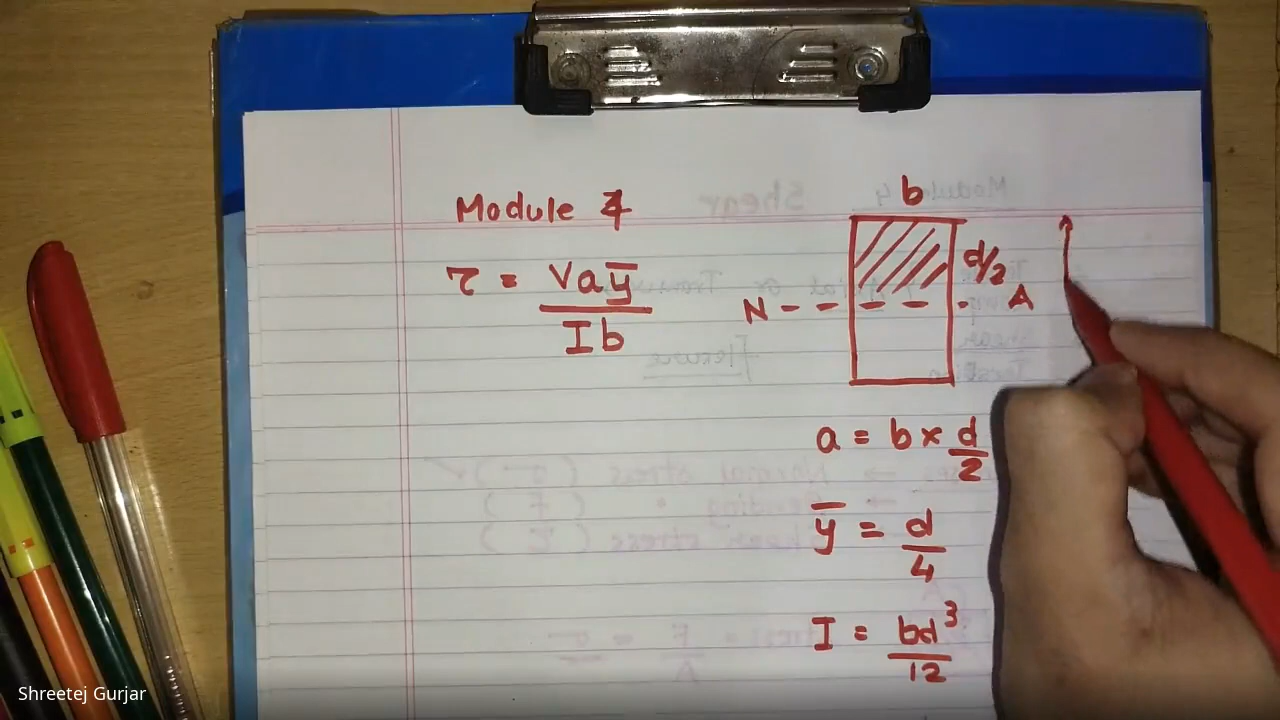 Module 4
τ = Vaȳ / Ib
b
d/2
N A
a = b × d/2
ȳ = d/4
I = bd³/12
Shreetej Gurjar